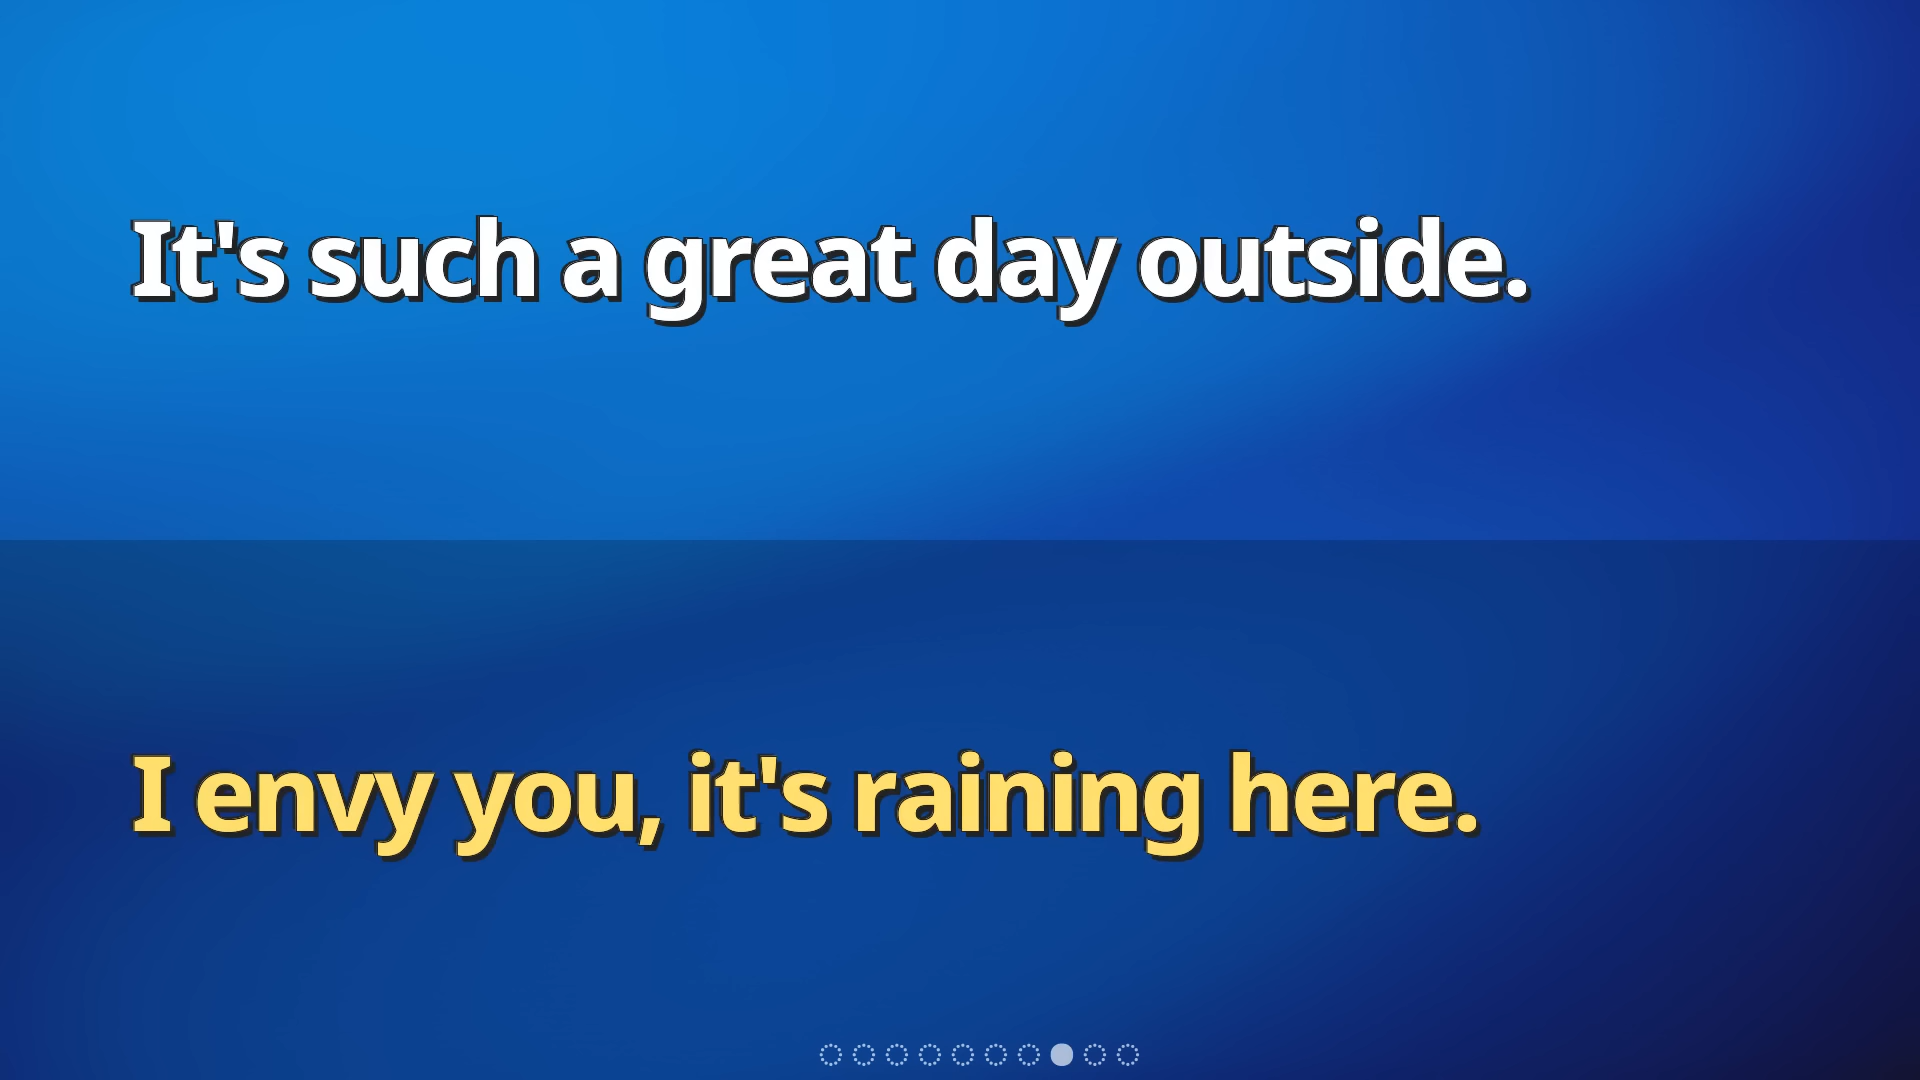 It's such a great day outside.
I envy you, it's raining here.